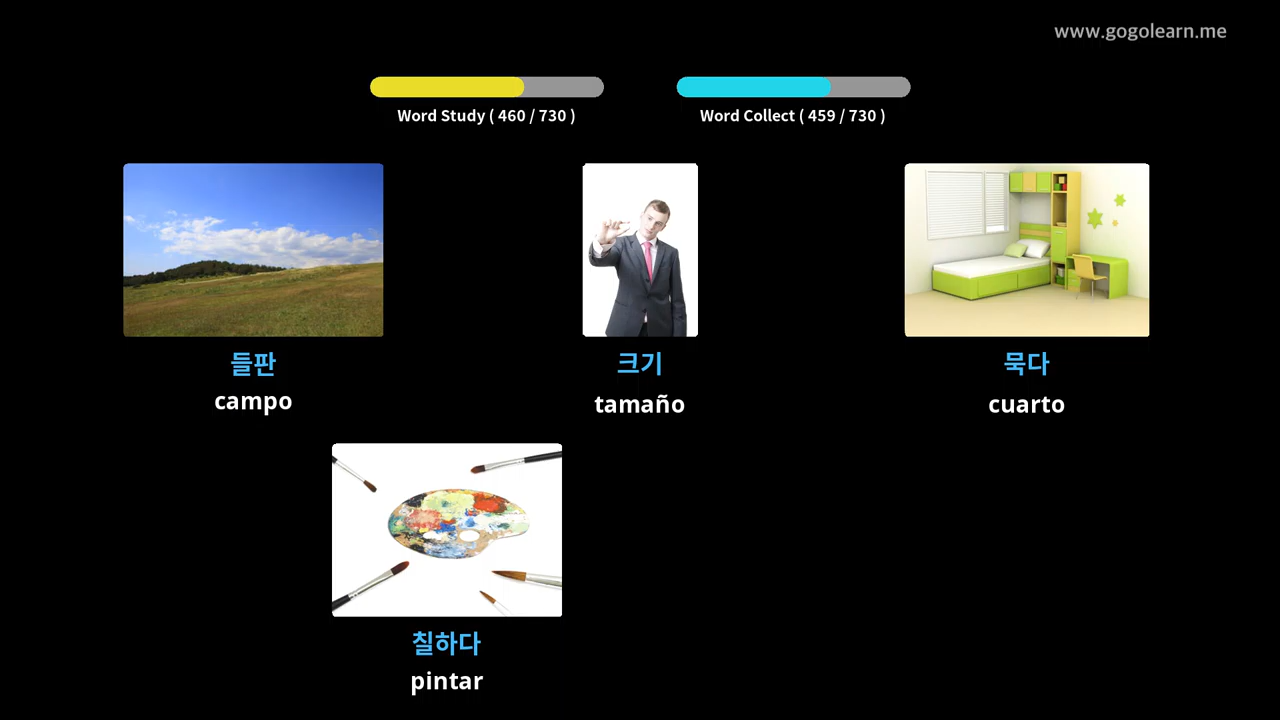 www.gogolearn.me
Word Study ( 460 / 730 )
Word Collect ( 459 / 730 )
들판
campo
크기
tamaño
묵다
cuarto
칠하다
pintar